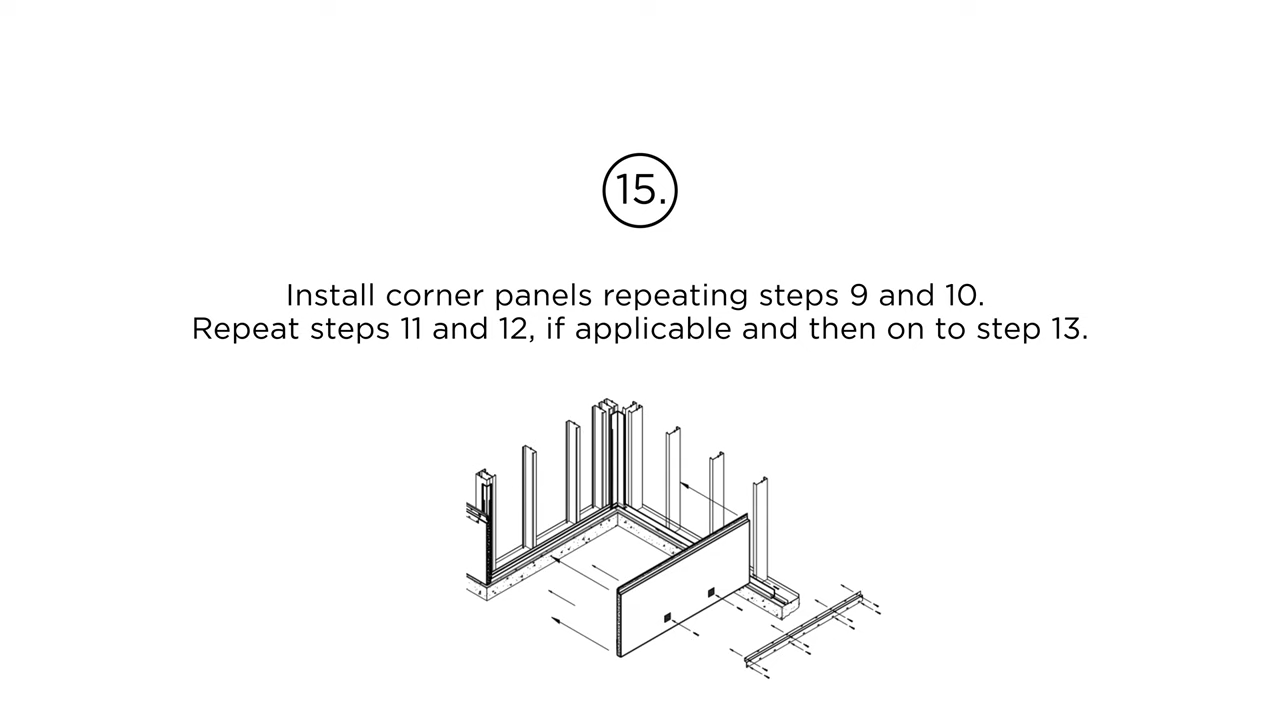 15.
Install corner panels repeating steps 9 and 10.
Repeat steps 11 and 12, if applicable and then on to step 13.